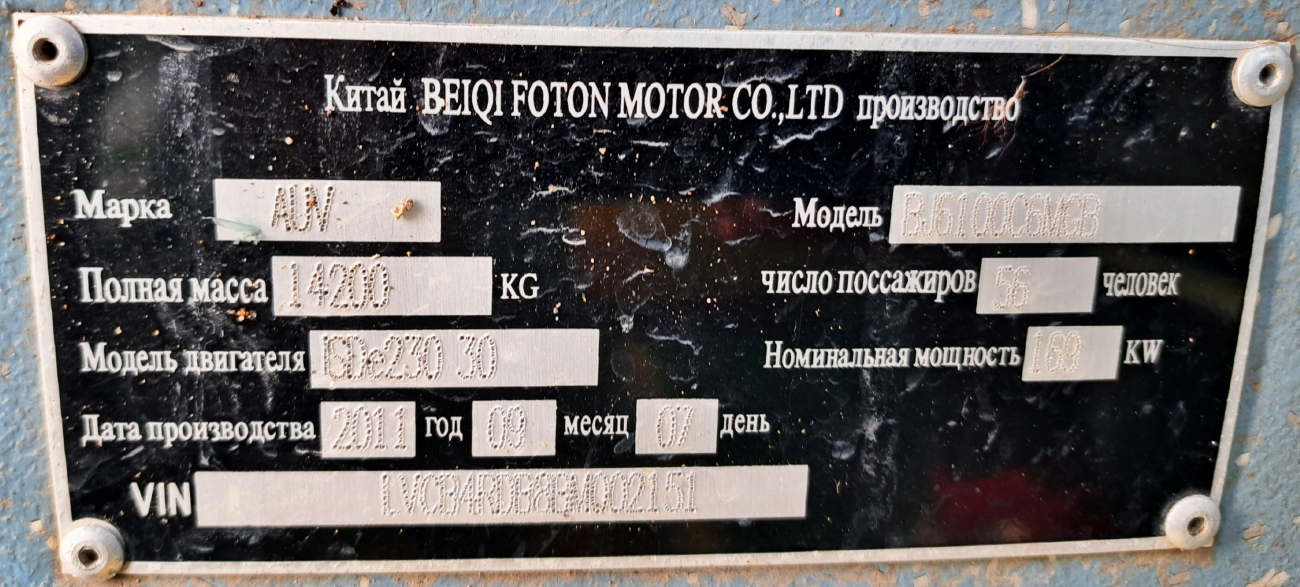 Китай BEIQI FOTON MOTOR CO.,LTD производство
Марка AUV Модель BJ6100C6MCB
Полная масса 14200 KG число поссажиров 56 человек
Модель двигателя ISDe230 30 Номинальная мощность 169 KW
Дата производства 2011 год 09 месяц 07 день
VIN LVCB4RDB8BM002151